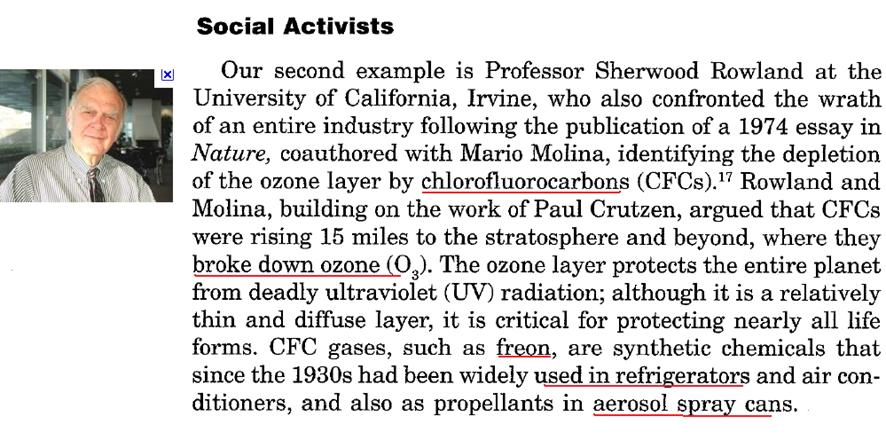 Social Activists
Our second example is Professor Sherwood Rowland at the
University of California, Irvine, who also confronted the wrath
of an entire industry following the publication of a 1974 essay in
Nature, coauthored with Mario Molina, identifying the depletion
of the ozone layer by chlorofluorocarbons (CFCs).¹⁷ Rowland and
Molina, building on the work of Paul Crutzen, argued that CFCs
were rising 15 miles to the stratosphere and beyond, where they
broke down ozone (O₃). The ozone layer protects the entire planet
from deadly ultraviolet (UV) radiation; although it is a relatively
thin and diffuse layer, it is critical for protecting nearly all life
forms. CFC gases, such as freon, are synthetic chemicals that
since the 1930s had been widely used in refrigerators and air con-
ditioners, and also as propellants in aerosol spray cans.